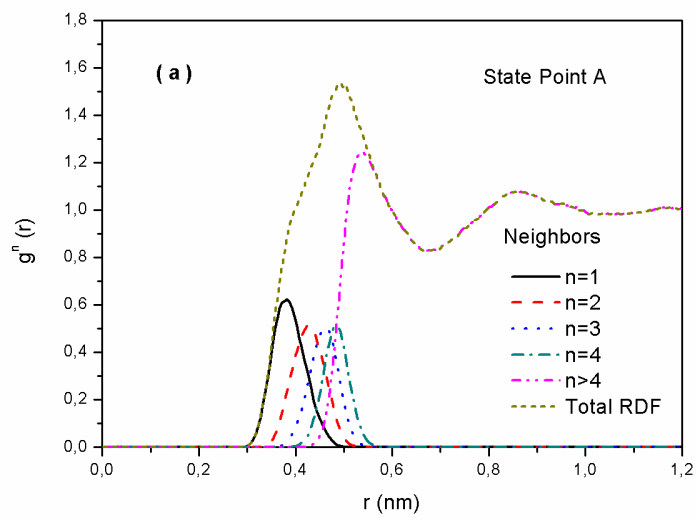 1,8
1,6
1,4
1,2
1,0
0,8
0,6
0,4
0,2
0,0
g^n (r)
( a )
State Point A
Neighbors
n=1
n=2
n=3
n=4
n>4
Total RDF
0,0 0,2 0,4 0,6 0,8 1,0 1,2
r (nm)